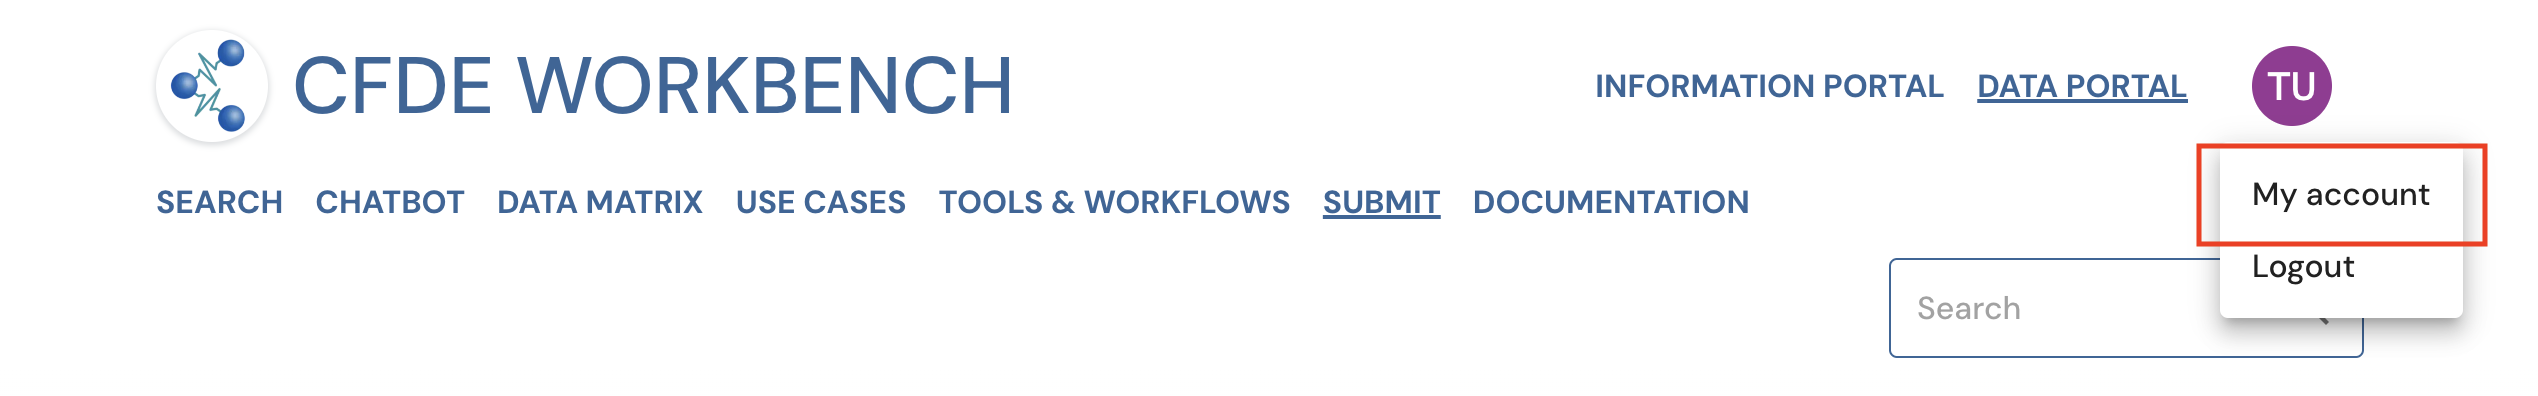 CFDE WORKBENCH
INFORMATION PORTAL DATA PORTAL TU
SEARCH CHATBOT DATA MATRIX USE CASES TOOLS & WORKFLOWS SUBMIT DOCUMENTATION
My account
Logout
Search